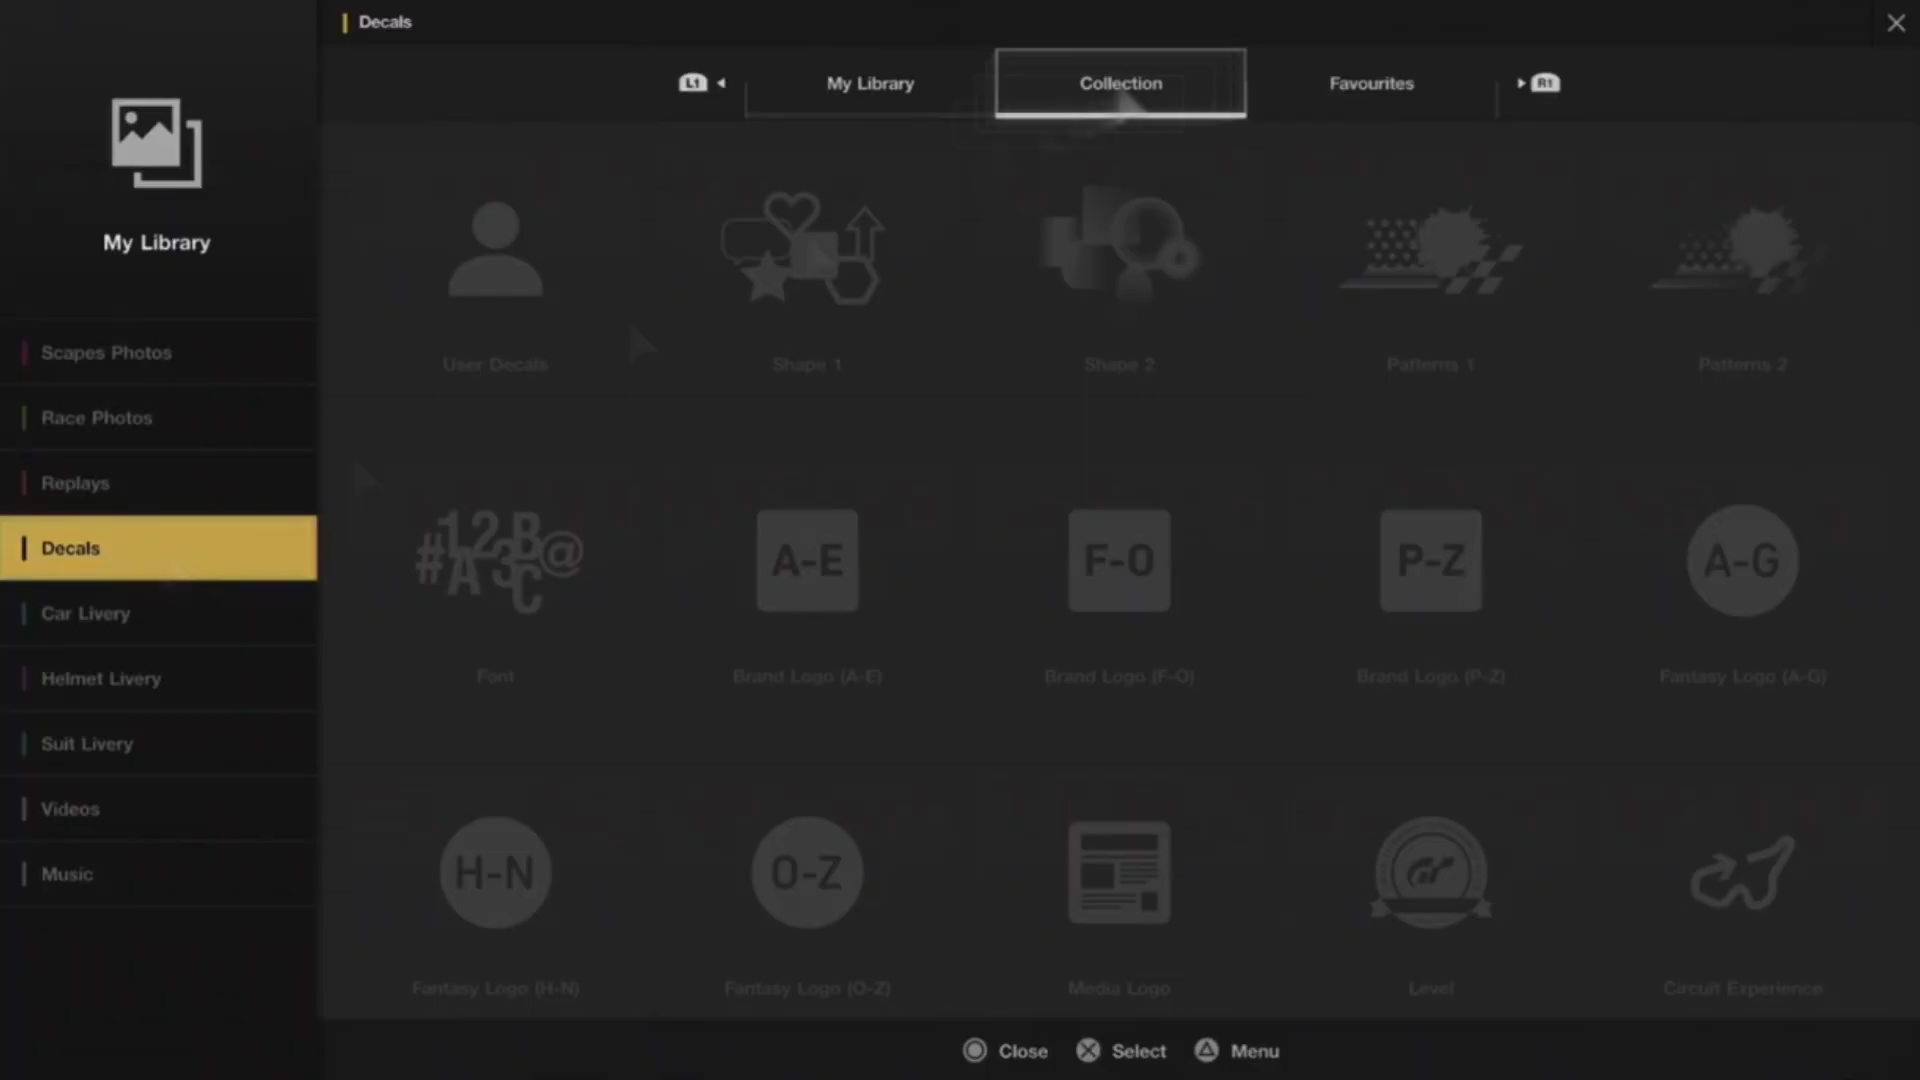 Decals
L1
My Library
Collection
Favourites
R1
My Library
Scapes Photos
Race Photos
Replays
Decals
Car Livery
Helmet Livery
Suit Livery
Videos
Music
User Decals
Shape 1
Shape 2
Patterns 1
Patterns 2
#123ABC@
A-E
F-O
P-Z
A-G
Font
Brand Logo (A-E)
Brand Logo (F-O)
Brand Logo (P-Z)
Fantasy Logo (A-G)
H-N
O-Z
GT
Fantasy Logo (H-N)
Fantasy Logo (O-Z)
Media Logo
Level
Circuit Experience
Close
Select
Menu